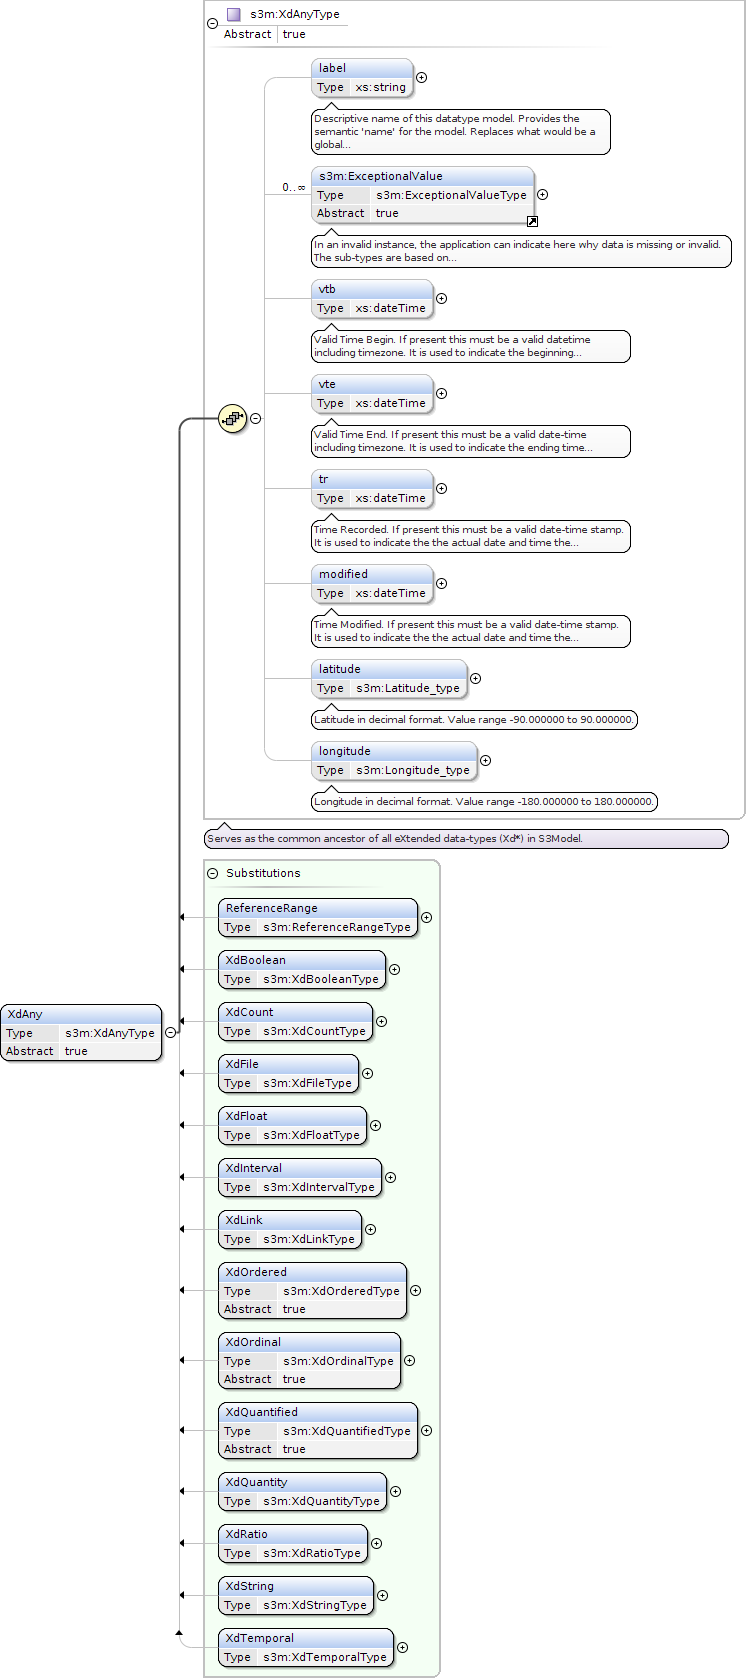 s3m:XdAnyType
Abstract true
label
Type xs:string
Descriptive name of this datatype model. Provides the
semantic 'name' for the model. Replaces what would be a
global...
0..∞
s3m:ExceptionalValue
Type s3m:ExceptionalValueType
Abstract true
In an invalid instance, the application can indicate here why data is missing or invalid.
The sub-types are based on...
vtb
Type xs:dateTime
Valid Time Begin. If present this must be a valid datetime
including timezone. It is used to indicate the beginning...
vte
Type xs:dateTime
Valid Time End. If present this must be a valid date-time
including timezone. It is used to indicate the ending time...
tr
Type xs:dateTime
Time Recorded. If present this must be a valid date-time stamp.
It is used to indicate the the actual date and time the...
modified
Type xs:dateTime
Time Modified. If present this must be a valid date-time stamp.
It is used to indicate the the actual date and time the...
latitude
Type s3m:Latitude_type
Latitude in decimal format. Value range -90.000000 to 90.000000.
longitude
Type s3m:Longitude_type
Longitude in decimal format. Value range -180.000000 to 180.000000.
Serves as the common ancestor of all eXtended data-types (Xd*) in S3Model.
Substitutions
ReferenceRange
Type s3m:ReferenceRangeType
XdBoolean
Type s3m:XdBooleanType
XdAny
Type s3m:XdAnyType
Abstract true
XdCount
Type s3m:XdCountType
XdFile
Type s3m:XdFileType
XdFloat
Type s3m:XdFloatType
XdInterval
Type s3m:XdIntervalType
XdLink
Type s3m:XdLinkType
XdOrdered
Type s3m:XdOrderedType
Abstract true
XdOrdinal
Type s3m:XdOrdinalType
Abstract true
XdQuantified
Type s3m:XdQuantifiedType
Abstract true
XdQuantity
Type s3m:XdQuantityType
XdRatio
Type s3m:XdRatioType
XdString
Type s3m:XdStringType
XdTemporal
Type s3m:XdTemporalType